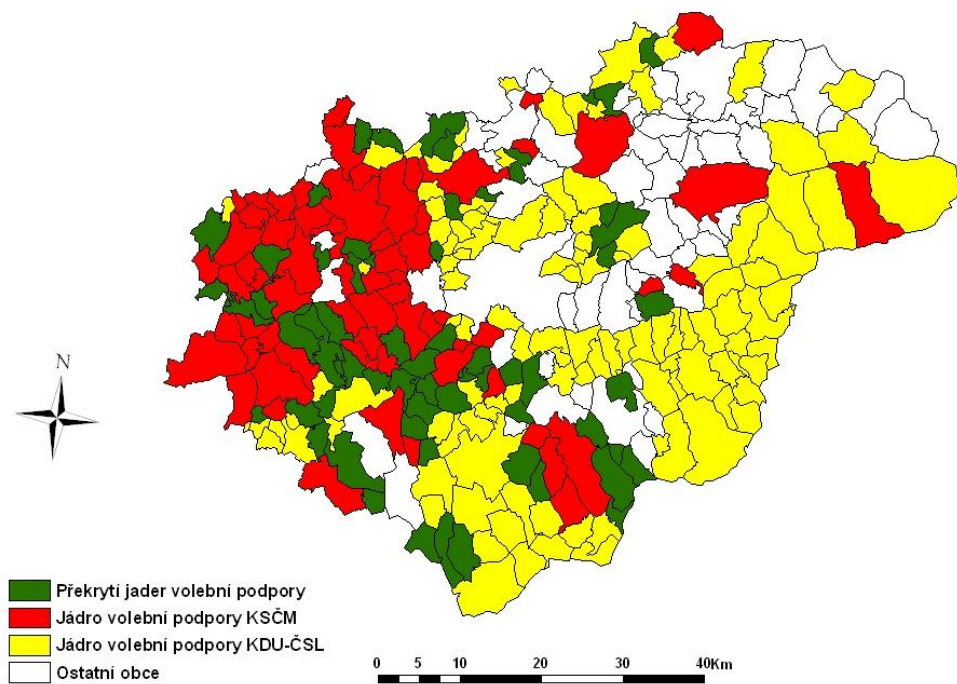 N
Překrytí jader volební podpory
Jádro volební podpory KSČM
Jádro volební podpory KDU-ČSL
Ostatní obce
0 5 10 20 30 40Km